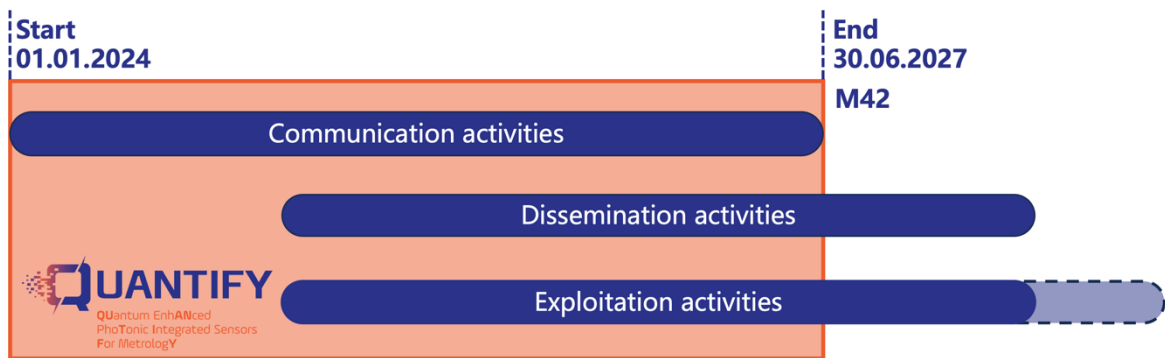 Start
01.01.2024
End
30.06.2027
M42
Communication activities
Dissemination activities
Exploitation activities
QUANTIFY
QUantum EnhANced
PhoTonic Integrated Sensors
For MetrologY